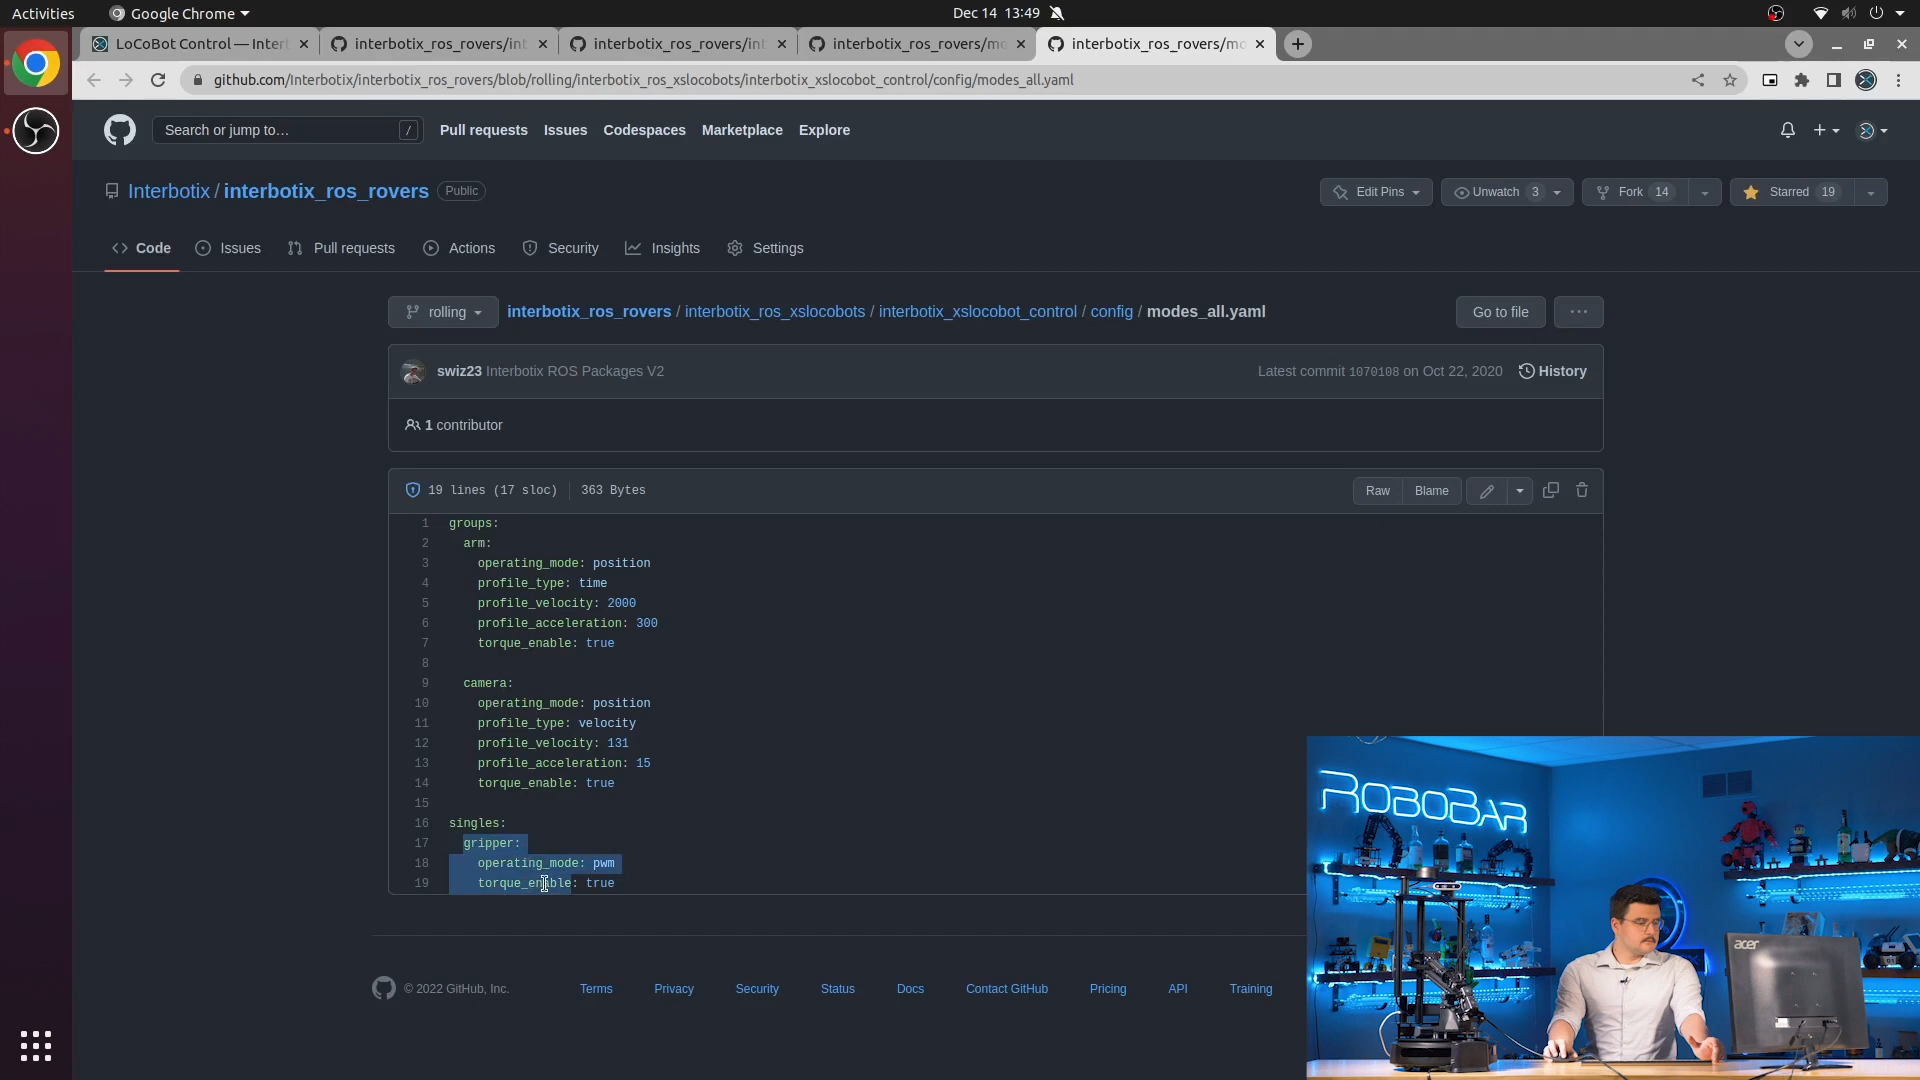 Activities
Google Chrome
Dec 14 13:49
LoCoBot Control — Inter
interbotix_ros_rovers/int
interbotix_ros_rovers/int
interbotix_ros_rovers/mo
interbotix_ros_rovers/mo
github.com/Interbotix/interbotix_ros_rovers/blob/rolling/interbotix_ros_xslocobots/interbotix_xslocobot_control/config/modes_all.yaml
Search or jump to… /
Pull requests
Issues
Codespaces
Marketplace
Explore
Interbotix / interbotix_ros_rovers
Public
Edit Pins
Unwatch 3
Fork 14
Starred 19
Code
Issues
Pull requests
Actions
Security
Insights
Settings
rolling
interbotix_ros_rovers / interbotix_ros_xslocobots / interbotix_xslocobot_control / config / modes_all.yaml
Go to file
swiz23 Interbotix ROS Packages V2
Latest commit 1070108 on Oct 22, 2020
History
1 contributor
19 lines (17 sloc)
363 Bytes
Raw
Blame
1 groups:
2 arm:
3 operating_mode: position
4 profile_type: time
5 profile_velocity: 2000
6 profile_acceleration: 300
7 torque_enable: true
8
9 camera:
10 operating_mode: position
11 profile_type: velocity
12 profile_velocity: 131
13 profile_acceleration: 15
14 torque_enable: true
15
16 singles:
17 gripper:
18 operating_mode: pwm
19 torque_enable: true
© 2022 GitHub, Inc.
Terms
Privacy
Security
Status
Docs
Contact GitHub
Pricing
API
Training
ROBOBAR
acer